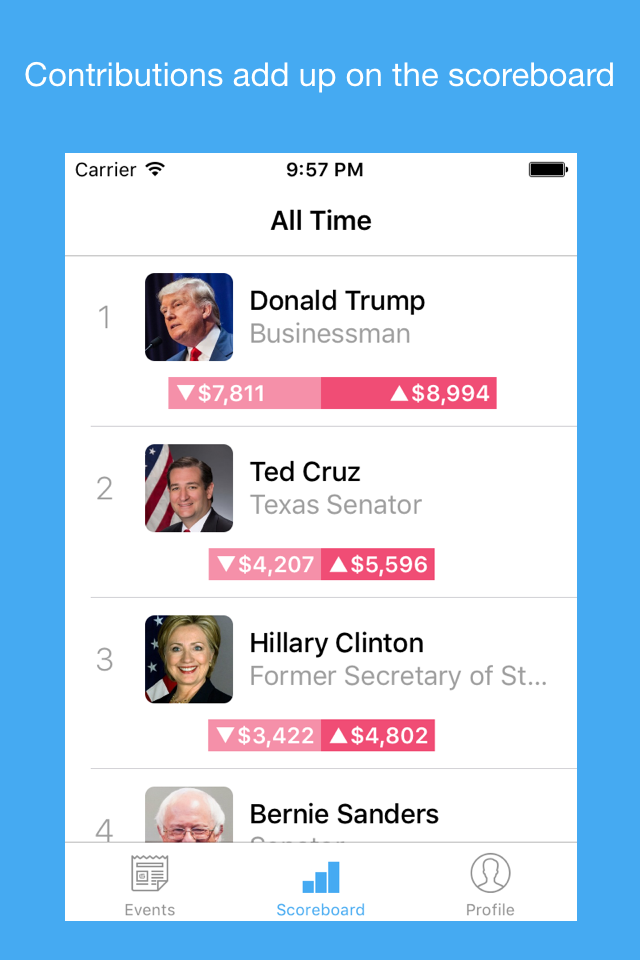 Contributions add up on the scoreboard
Carrier 9:57 PM
All Time
1
Donald Trump
Businessman
▼$7,811 ▲$8,994
2
Ted Cruz
Texas Senator
▼$4,207 ▲$5,596
3
Hillary Clinton
Former Secretary of St...
▼$3,422 ▲$4,802
4
Bernie Sanders
Events Scoreboard Profile